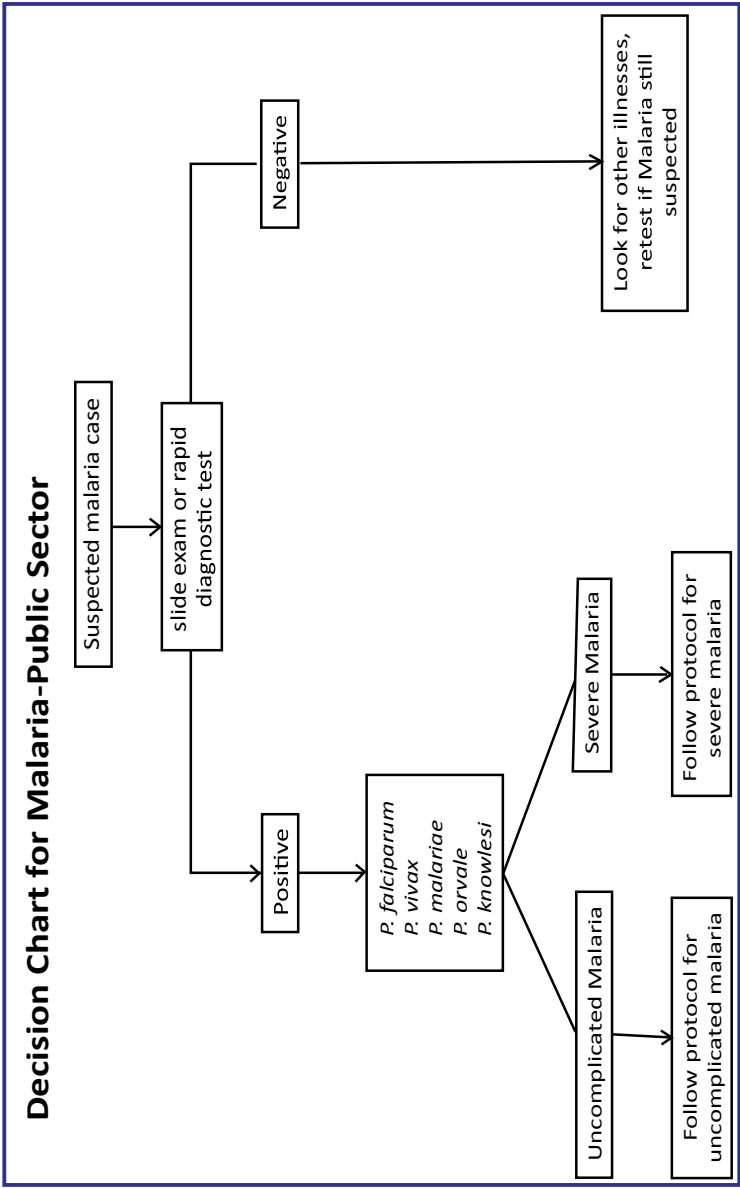 Decision Chart for Malaria-Public Sector
Suspected malaria case
slide exam or rapid
diagnostic test
Positive
Negative
P. falciparum
P. vivax
P. malariae
P. orvale
P. knowlesi
Uncomplicated Malaria
Severe Malaria
Look for other illnesses,
retest if Malaria still
suspected
Follow protocol for
uncomplicated malaria
Follow protocol for
severe malaria